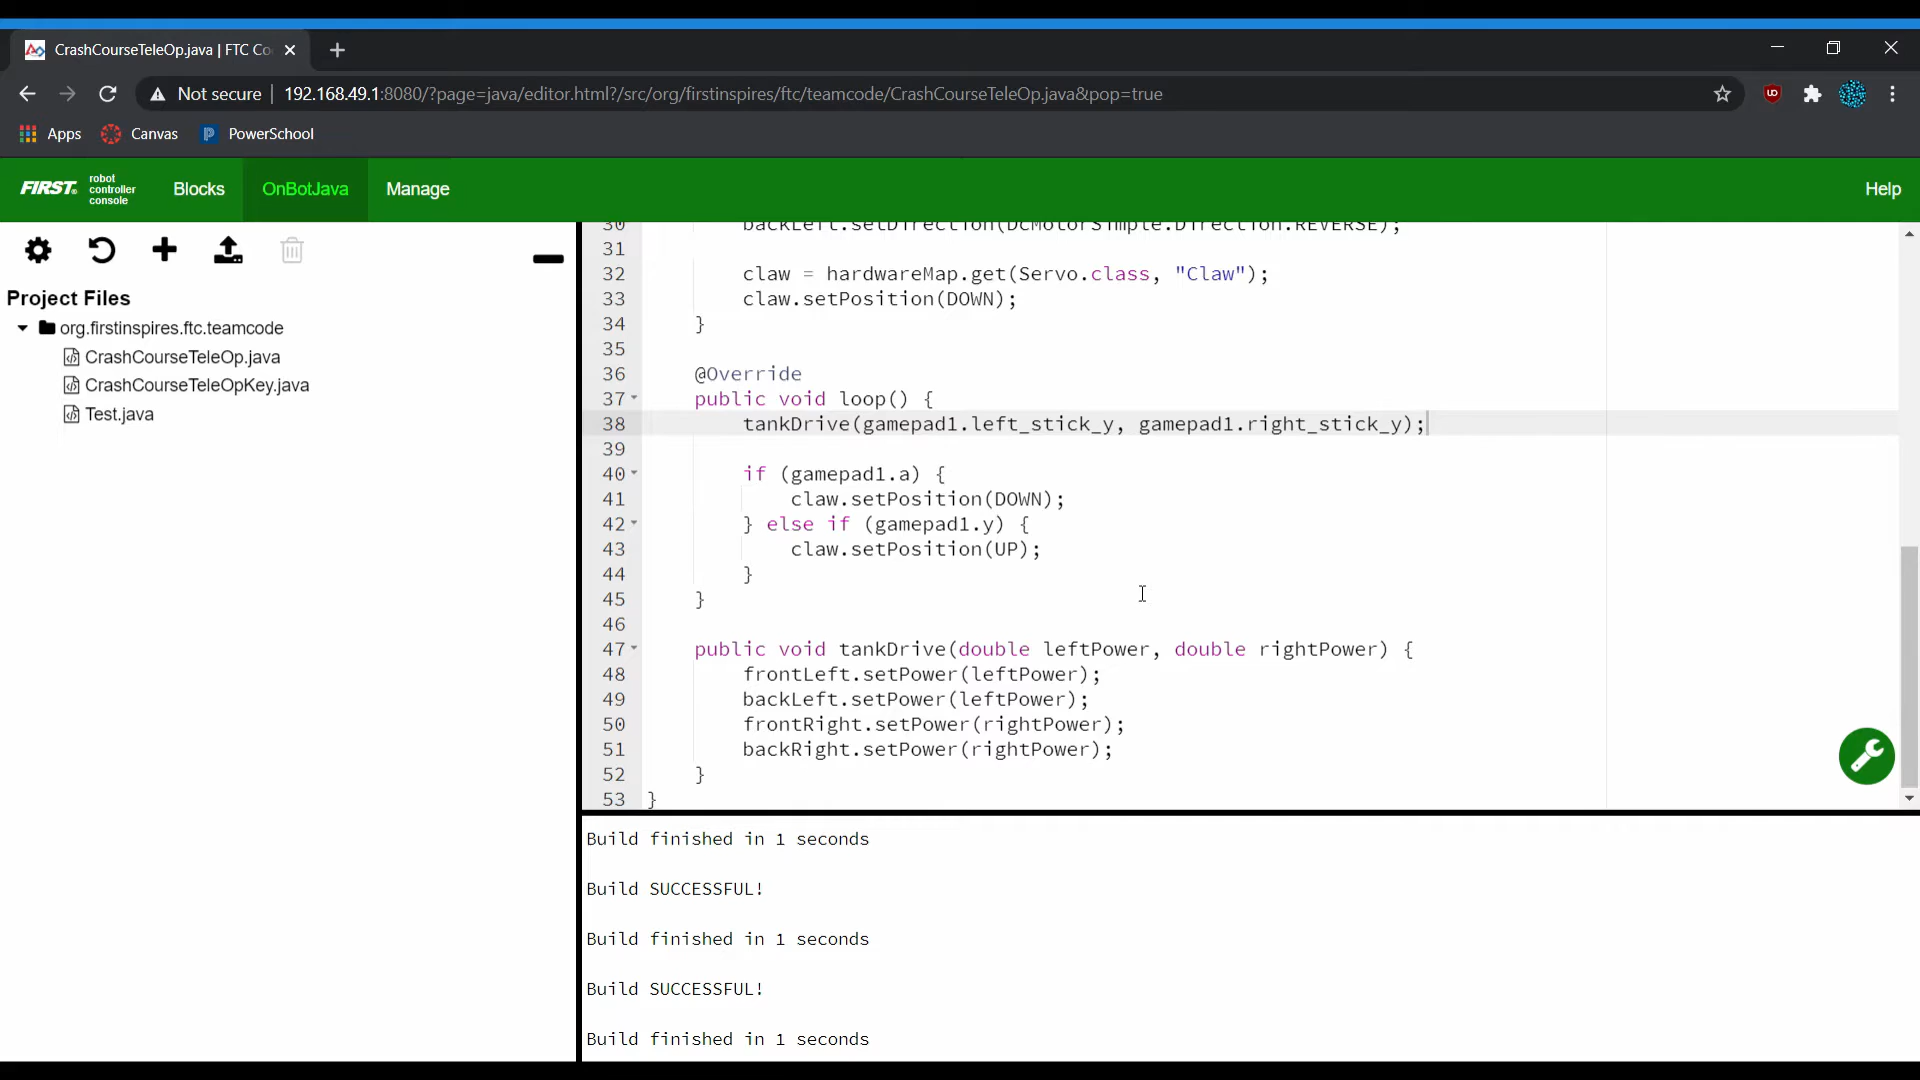 CrashCourseTeleOp.java | FTC Co
Not secure | 192.168.49.1:8080/?page=java/editor.html?/src/org/firstinspires/ftc/teamcode/CrashCourseTeleOp.java&pop=true
Apps Canvas PowerSchool
FIRST robot controller console Blocks OnBotJava Manage Help
Project Files
org.firstinspires.ftc.teamcode
CrashCourseTeleOp.java
CrashCourseTeleOpKey.java
Test.java
30 backLeft.setDirection(DcMotorSimple.Direction.REVERSE);
31
32 claw = hardwareMap.get(Servo.class, "Claw");
33 claw.setPosition(DOWN);
34 }
35
36 @Override
37 public void loop() {
38 tankDrive(gamepad1.left_stick_y, gamepad1.right_stick_y);
39
40 if (gamepad1.a) {
41 claw.setPosition(DOWN);
42 } else if (gamepad1.y) {
43 claw.setPosition(UP);
44 }
45 }
46
47 public void tankDrive(double leftPower, double rightPower) {
48 frontLeft.setPower(leftPower);
49 backLeft.setPower(leftPower);
50 frontRight.setPower(rightPower);
51 backRight.setPower(rightPower);
52 }
53 }
Build finished in 1 seconds
Build SUCCESSFUL!
Build finished in 1 seconds
Build SUCCESSFUL!
Build finished in 1 seconds